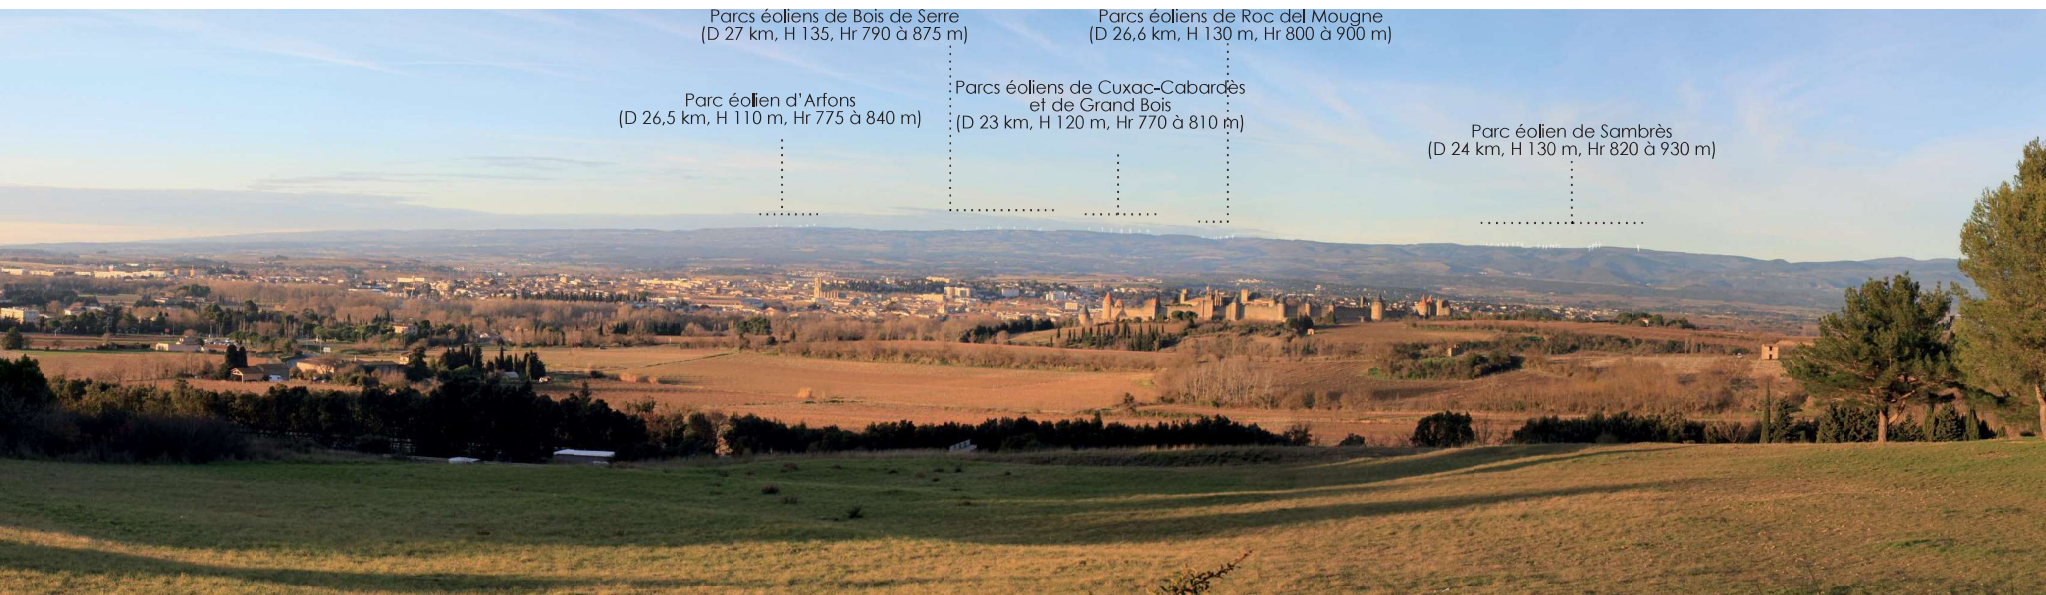 Parcs éoliens de Bois de Serre
(D 27 km, H 135, Hr 790 à 875 m)
Parcs éoliens de Roc del Mougne
(D 26,6 km, H 130 m, Hr 800 à 900 m)
Parc éolien d'Arfons
(D 26,5 km, H 110 m, Hr 775 à 840 m)
Parcs éoliens de Cuxac-Cabardès
et de Grand Bois
(D 23 km, H 120 m, Hr 770 à 810 m)
Parc éolien de Sambrès
(D 24 km, H 130 m, Hr 820 à 930 m)